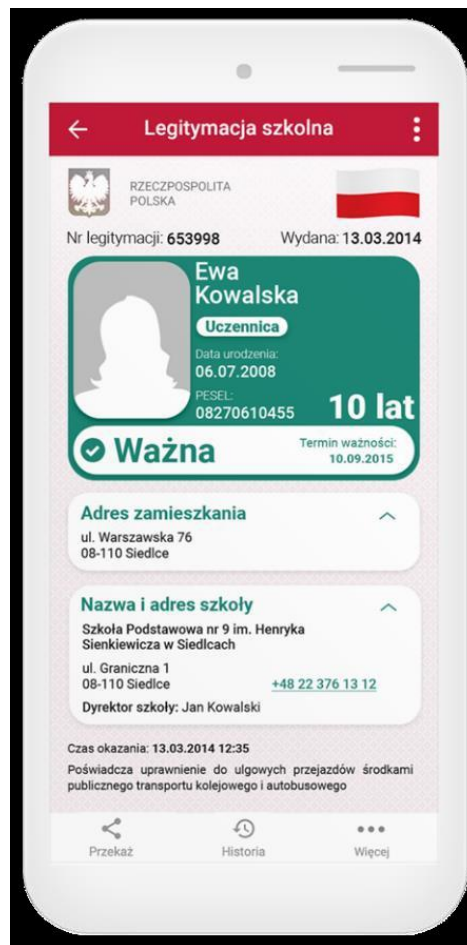 Legitymacja szkolna
RZECZPOSPOLITA
POLSKA
Nr legitymacji: 653998 Wydana: 13.03.2014
Ewa
Kowalska
Uczennica
Data urodzenia:
06.07.2008
PESEL:
08270610455
10 lat
Ważna
Termin ważności:
10.09.2015
Adres zamieszkania
ul. Warszawska 76
08-110 Siedlce
Nazwa i adres szkoły
Szkoła Podstawowa nr 9 im. Henryka
Sienkiewicza w Siedlcach
ul. Graniczna 1
08-110 Siedlce +48 22 376 13 12
Dyrektor szkoły: Jan Kowalski
Czas okazania: 13.03.2014 12:35
Poświadcza uprawnienie do ulgowych przejazdów środkami
publicznego transportu kolejowego i autobusowego
Przekaż Historia Więcej